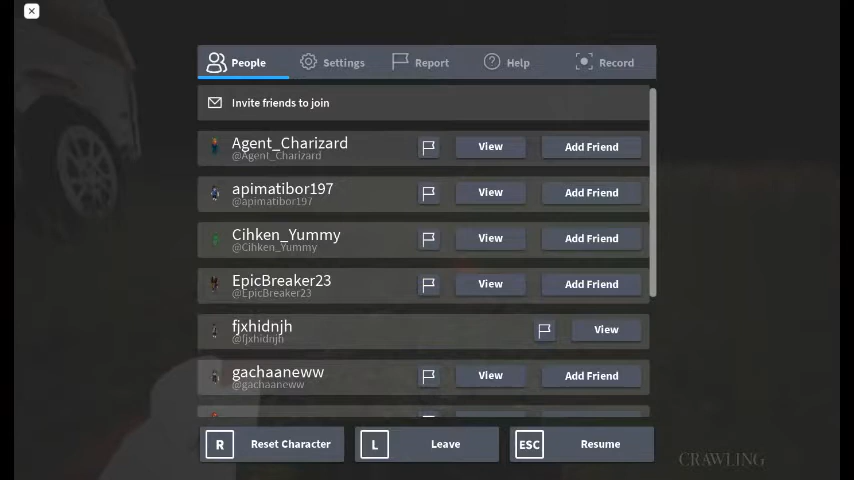 People Settings Report Help Record
Invite friends to join
Agent_Charizard
@Agent_Charizard
View Add Friend
apimatibor197
@apimatibor197
View Add Friend
Cihken_Yummy
@Cihken_Yummy
View Add Friend
EpicBreaker23
@EpicBreaker23
View Add Friend
fjxhidnjh
@fjxhidnjh
View
gachaaneww
@gachaaneww
View Add Friend
R Reset Character L Leave ESC Resume
CRAWLING